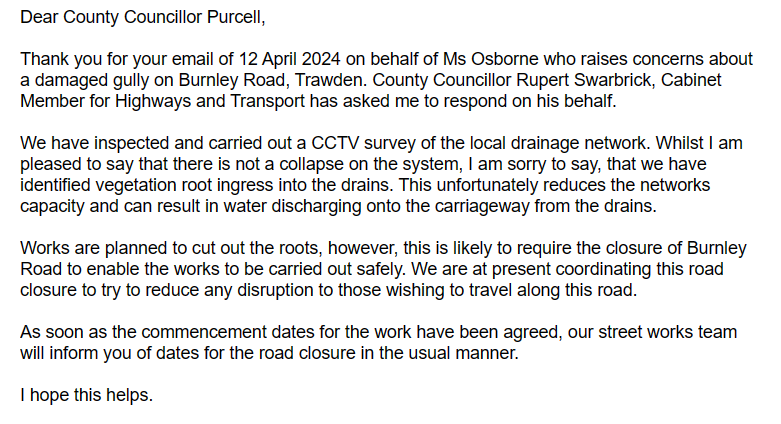 Dear County Councillor Purcell,
Thank you for your email of 12 April 2024 on behalf of Ms Osborne who raises concerns about
a damaged gully on Burnley Road, Trawden. County Councillor Rupert Swarbrick, Cabinet
Member for Highways and Transport has asked me to respond on his behalf.
We have inspected and carried out a CCTV survey of the local drainage network. Whilst I am
pleased to say that there is not a collapse on the system, I am sorry to say, that we have
identified vegetation root ingress into the drains. This unfortunately reduces the networks
capacity and can result in water discharging onto the carriageway from the drains.
Works are planned to cut out the roots, however, this is likely to require the closure of Burnley
Road to enable the works to be carried out safely. We are at present coordinating this road
closure to try to reduce any disruption to those wishing to travel along this road.
As soon as the commencement dates for the work have been agreed, our street works team
will inform you of dates for the road closure in the usual manner.
I hope this helps.